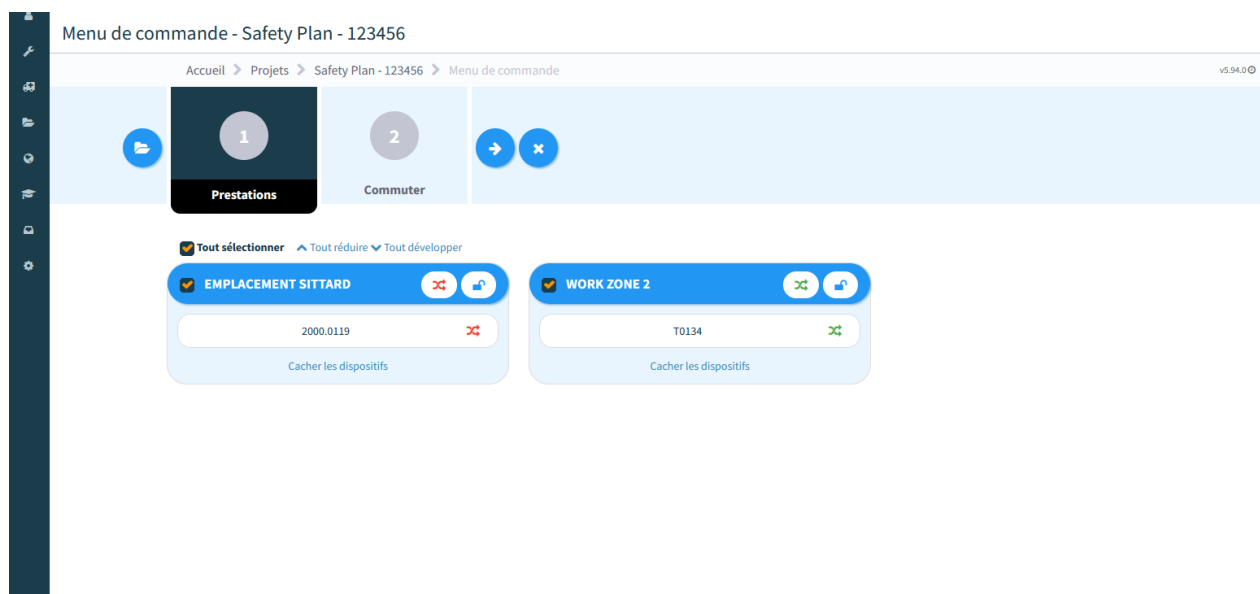 Menu de commande - Safety Plan - 123456
Accueil Projets Safety Plan - 123456 Menu de commande
v5.94.0
1
2
Prestations
Commuter
Tout sélectionner Tout réduire Tout développer
EMPLACEMENT SITTARD
2000.0119
Cacher les dispositifs
WORK ZONE 2
T0134
Cacher les dispositifs